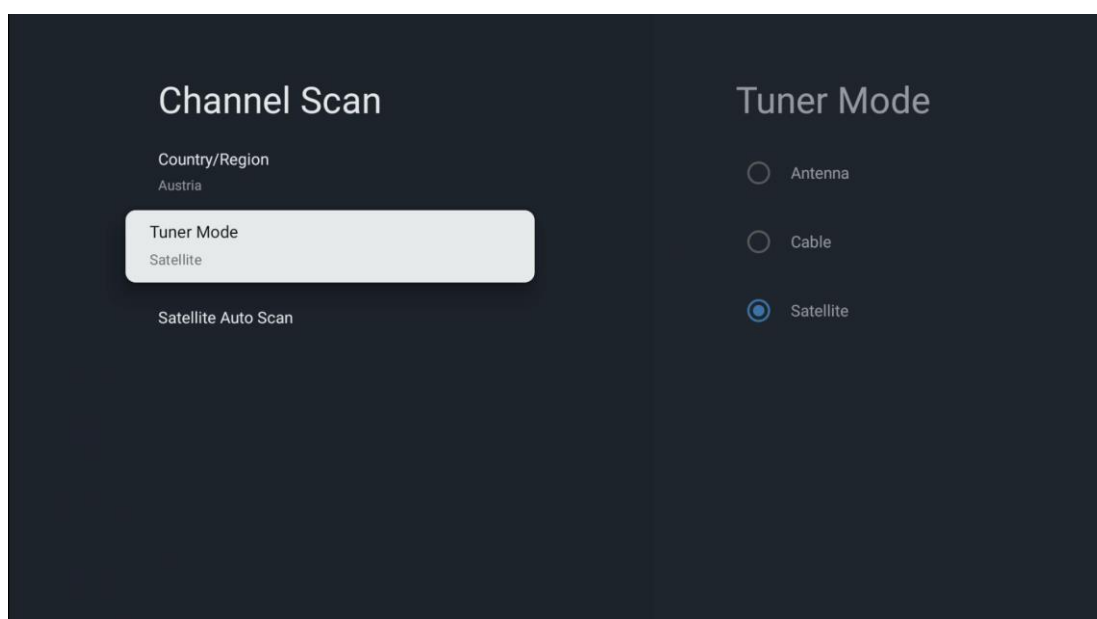 Channel Scan
Country/Region
Austria
Tuner Mode
Satellite
Satellite Auto Scan
Tuner Mode
Antenna
Cable
Satellite